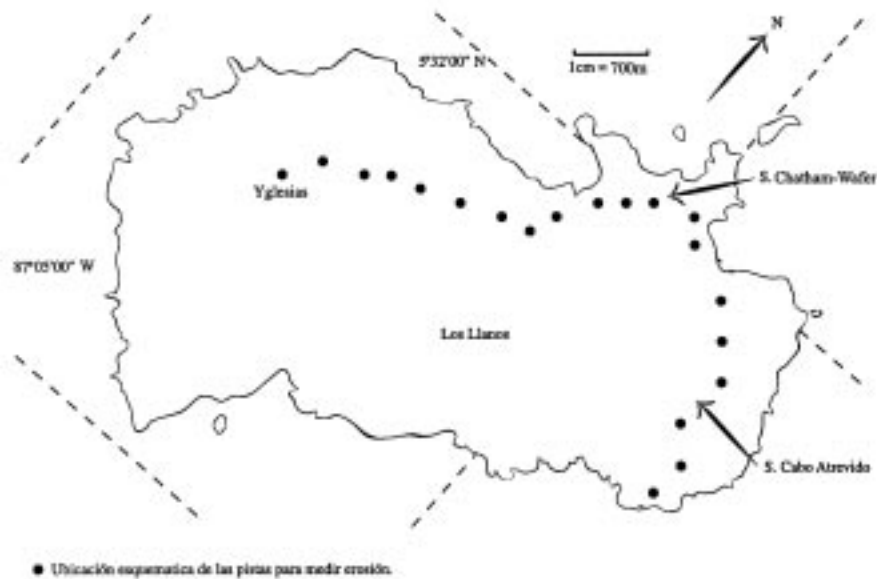 N
5°32'00" N
1cm = 700m
S. Chatham-Wafer
Yglesias
87°05'00" W
Los Llanos
S. Cabo Atrevido
Ubicación esquematica de las pistas para medir erosión.